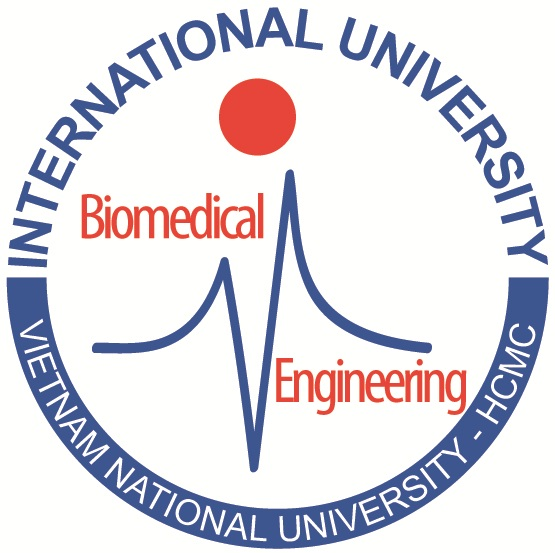 INTERNATIONAL UNIVERSITY
Biomedical
Engineering
VIETNAM NATIONAL UNIVERSITY - HCMC